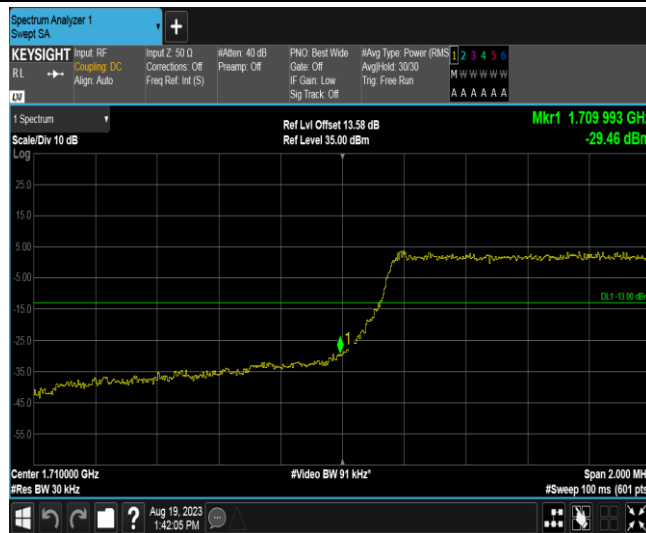 Spectrum Analyzer 1
Swept SA
KEYSIGHT
RL
LXI
Input: RF
Coupling: DC
Align: Auto
Input Z: 50 Ω
Corrections: Off
Freq Ref: Int (S)
#Atten: 40 dB
Preamp: Off
PNO: Best Wide
Gate: Off
IF Gain: Low
Sig Track: Off
#Avg Type: Power (RMS
Avg|Hold: 30/30
Trig: Free Run
1 2 3 4 5 6
M W W W W W
A A A A A A
1 Spectrum
Scale/Div 10 dB
Ref Lvl Offset 13.58 dB
Ref Level 35.00 dBm
Mkr1 1.709 993 GHz
-29.46 dBm
Log
25.0
15.0
5.00
-5.00
-15.0
-25.0
-35.0
-45.0
-55.0
DL1 -13.00 dBm
1
Center 1.710000 GHz
#Res BW 30 kHz
#Video BW 91 kHz*
Span 2.000 MHz
#Sweep 100 ms (601 pts)
?
Aug 19, 2023
1:42:05 PM